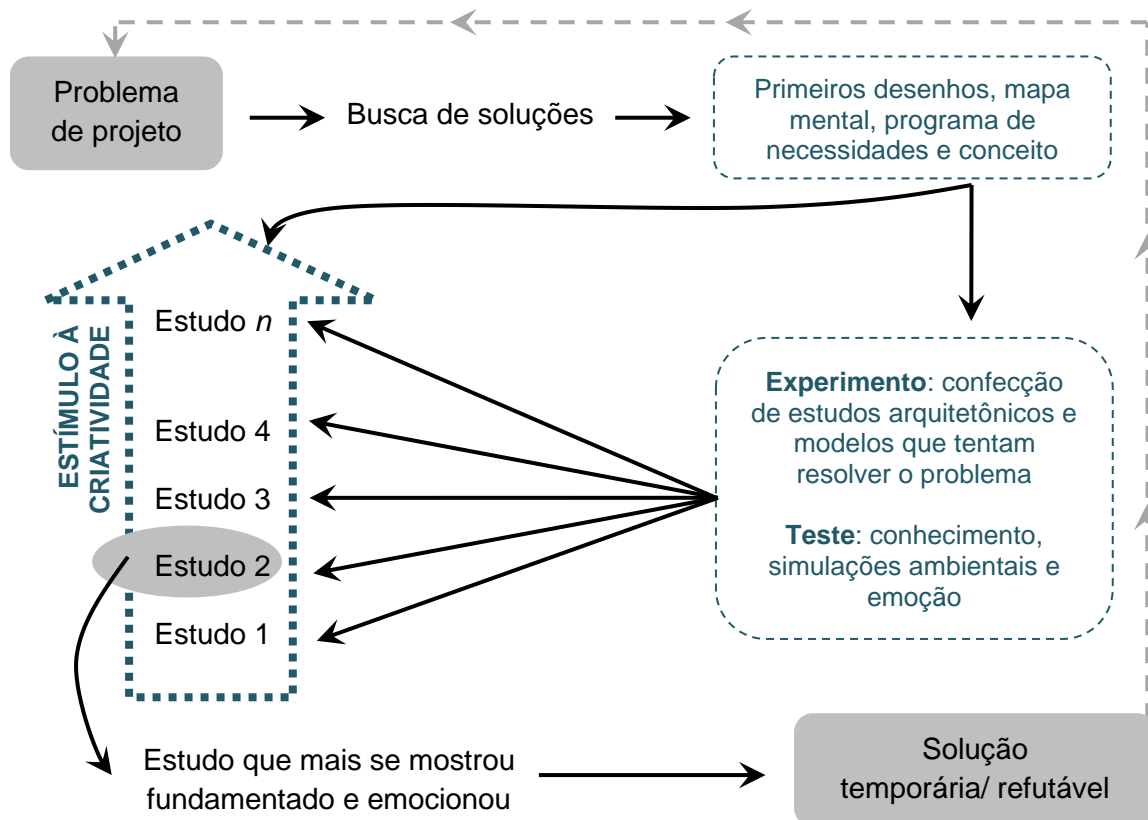 Problema
de projeto
Busca de soluções
Primeiros desenhos, mapa
mental, programa de
necessidades e conceito
ESTÍMULO À
CRIATIVIDADE
Estudo n
Estudo 4
Estudo 3
Estudo 2
Estudo 1
Experimento: confecção
de estudos arquitetônicos e
modelos que tentam
resolver o problema
Teste: conhecimento,
simulações ambientais e
emoção
Estudo que mais se mostrou
fundamentado e emocionou
Solução
temporária/ refutável